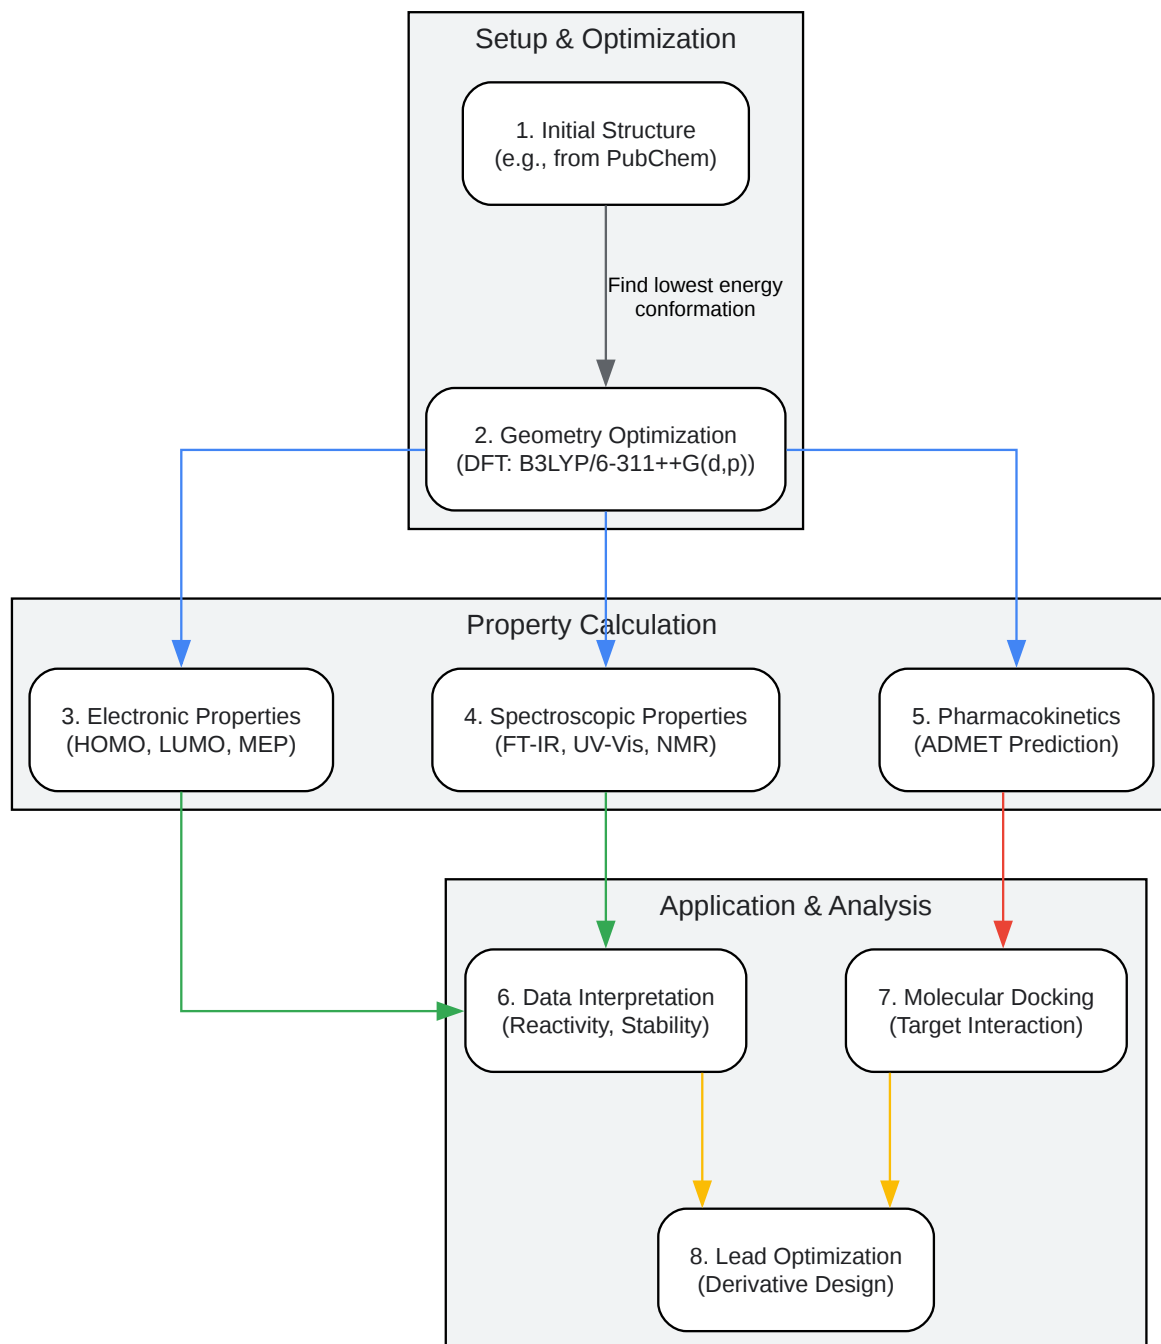 Setup & Optimization
1. Initial Structure
(e.g., from PubChem)
Find lowest energy
conformation
2. Geometry Optimization
(DFT: B3LYP/6-311++G(d,p))
Property Calculation
3. Electronic Properties
(HOMO, LUMO, MEP)
4. Spectroscopic Properties
(FT-IR, UV-Vis, NMR)
5. Pharmacokinetics
(ADMET Prediction)
Application & Analysis
6. Data Interpretation
(Reactivity, Stability)
7. Molecular Docking
(Target Interaction)
8. Lead Optimization
(Derivative Design)